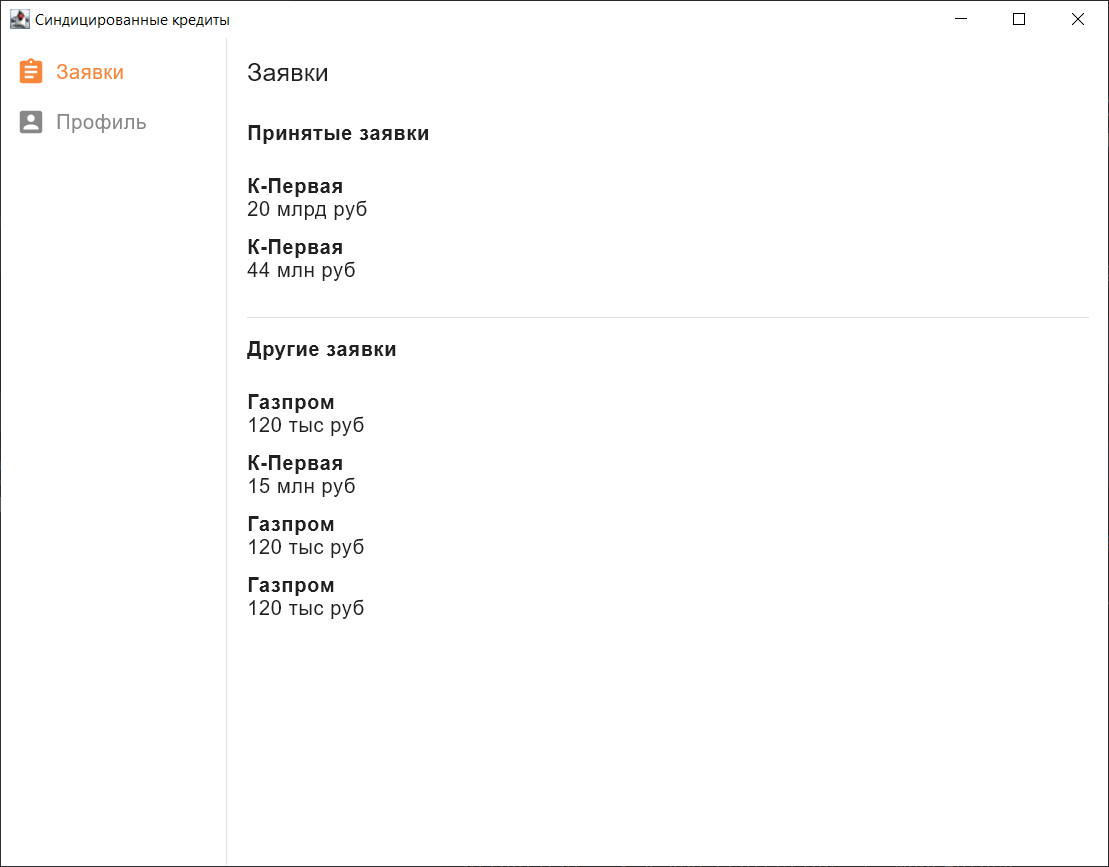 Синдицированные кредиты
Заявки
Профиль
Заявки
Принятые заявки
К-Первая
20 млрд руб
К-Первая
44 млн руб
Другие заявки
Газпром
120 тыс руб
К-Первая
15 млн руб
Газпром
120 тыс руб
Газпром
120 тыс руб